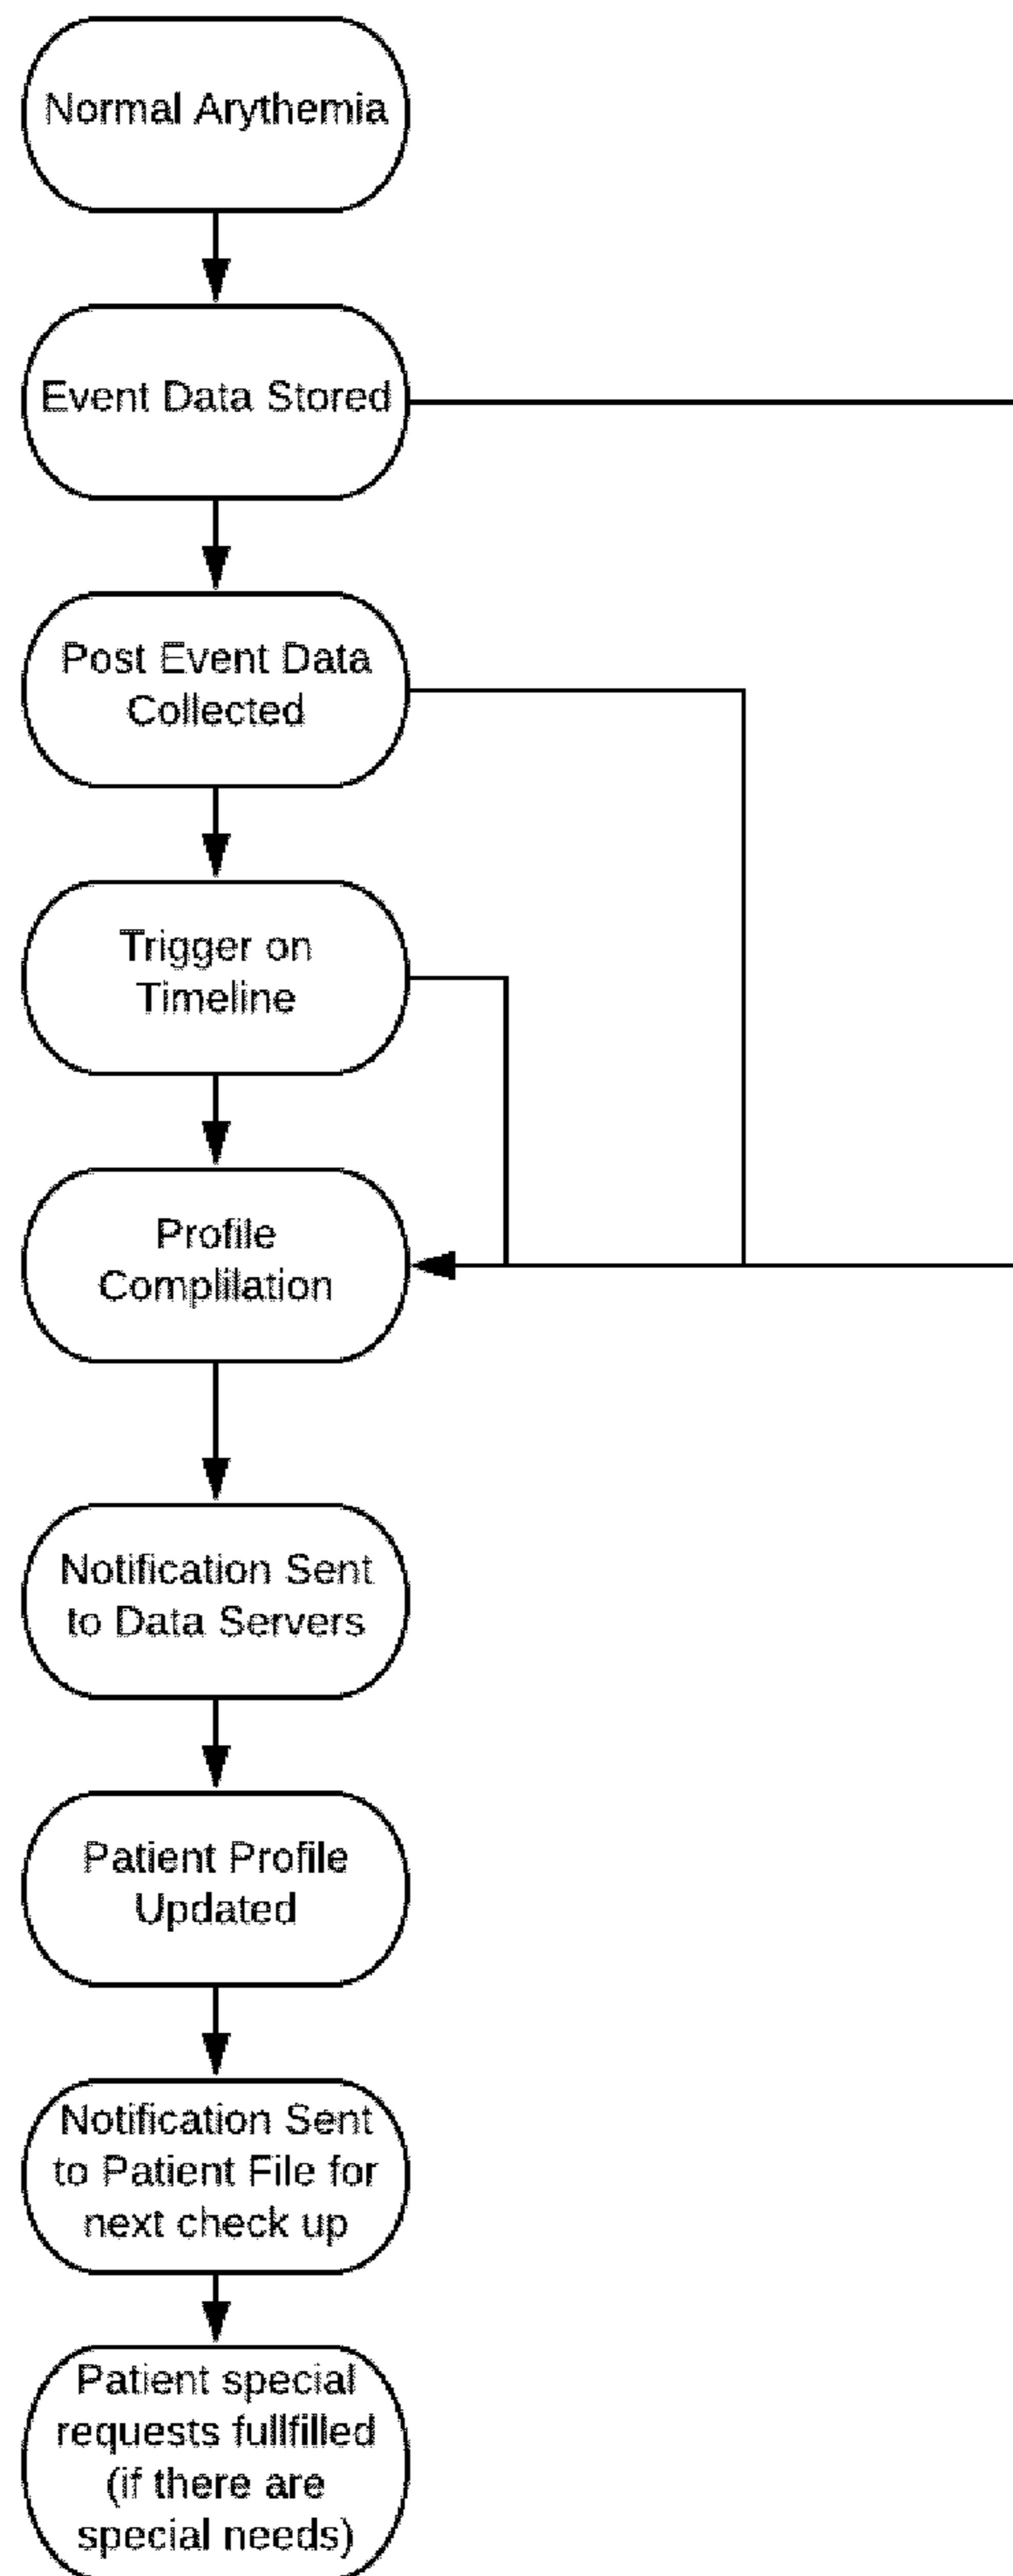 Normal Arythemia
Event Data Stored
Post Event Data
Collected
Trigger on
Timeline
Profile
Complilation
Notification Sent
to Data Servers
Patient Profile
Updated
Notification Sent
to Patient File for
next check up
Patient special
requests fullfilled
(if there are
special needs)